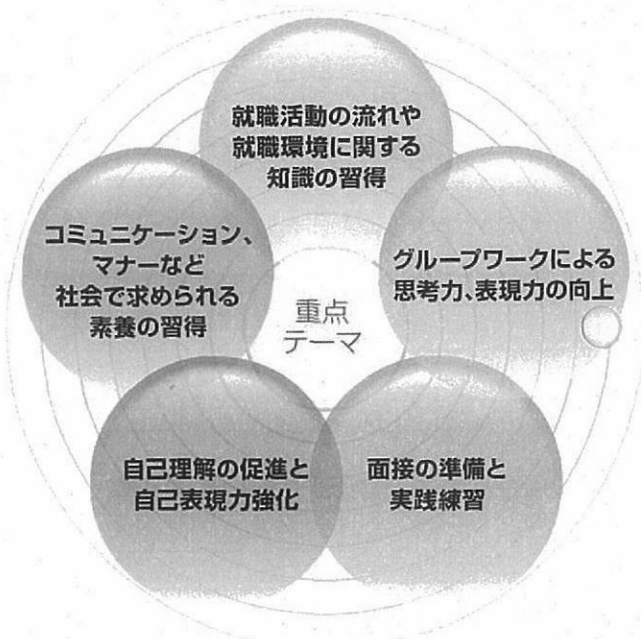 就職活動の流れや
就職環境に関する
知識の習得
コミュニケーション、
マナーなど
社会で求められる
素養の習得
グループワークによる
思考力、表現力の向上
重点
テーマ
自己理解の促進と
自己表現力強化
面接の準備と
実践練習